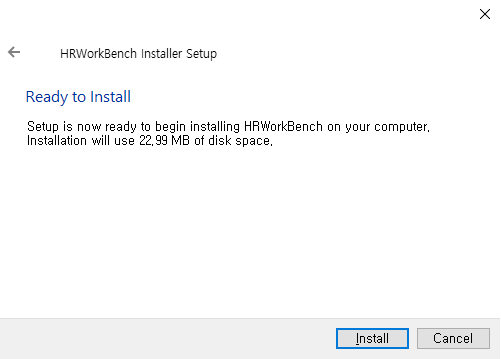 HRWorkBench Installer Setup
Ready to Install
Setup is now ready to begin installing HRWorkBench on your computer.
Installation will use 22.99 MB of disk space.
Install
Cancel